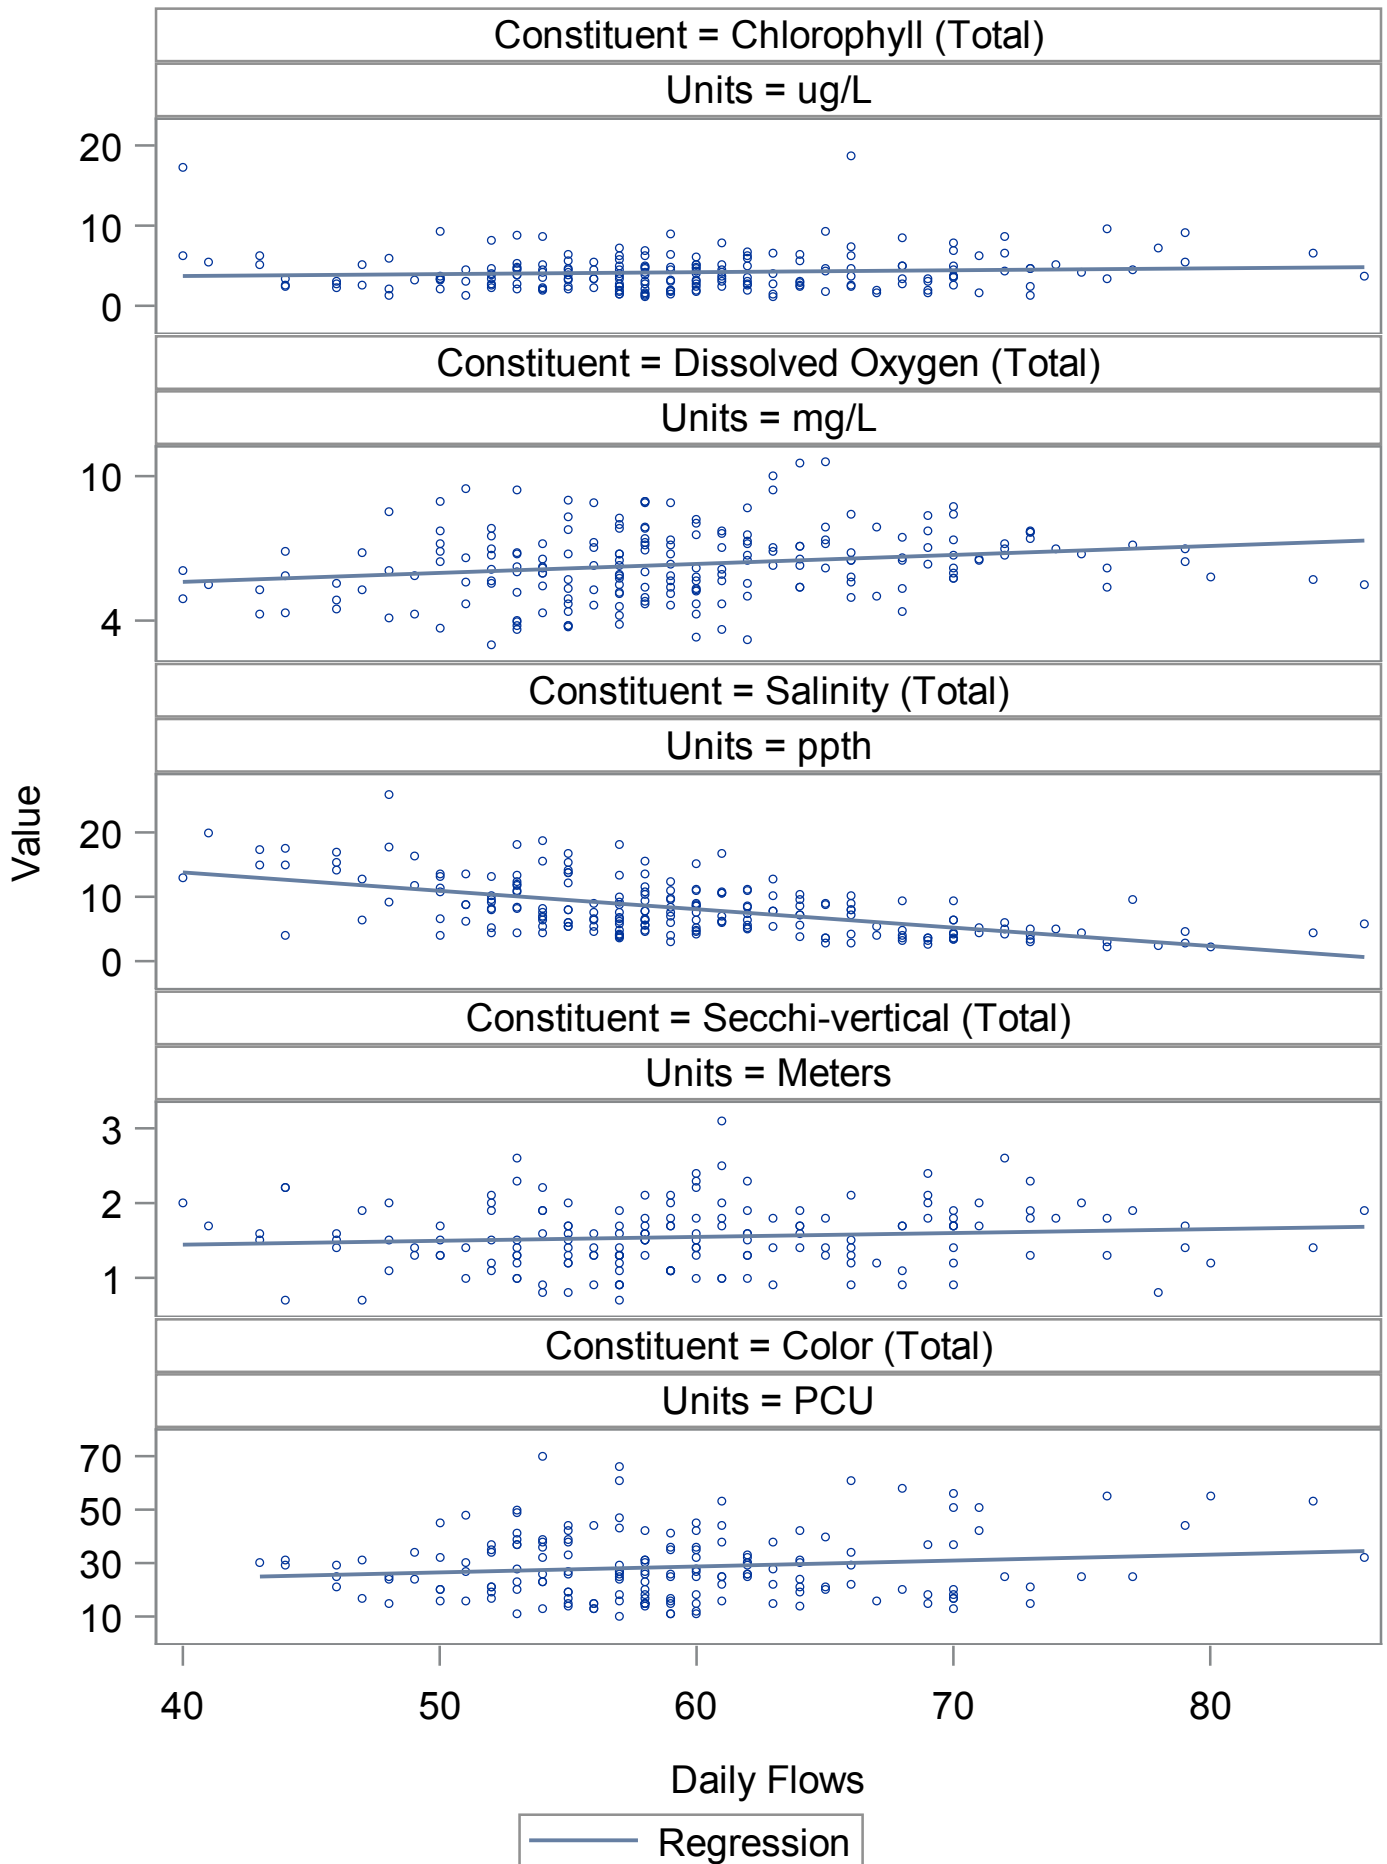 Constituent = Chlorophyll (Total)
Units = ug/L
20
10
0
Constituent = Dissolved Oxygen (Total)
Units = mg/L
10
4
Constituent = Salinity (Total)
Units = ppth
Value
20
10
0
Constituent = Secchi-vertical (Total)
Units = Meters
3
2
1
Constituent = Color (Total)
Units = PCU
70
50
30
10
40 50 60 70 80
Daily Flows
Regression